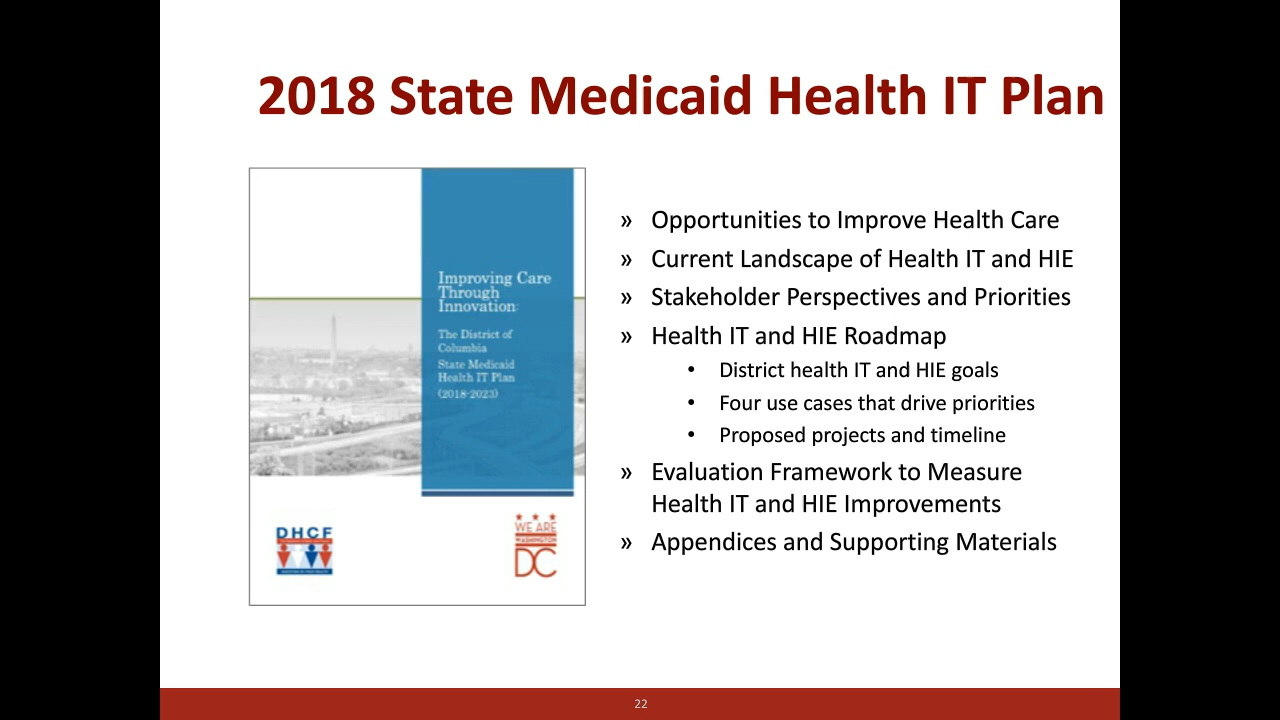 2018 State Medicaid Health IT Plan
Improving Care
Through
Innovation:
The District of
Columbia
State Medicaid
Health IT Plan
(2018-2023)
DHCF
WE ARE
WASHINGTON
DC
» Opportunities to Improve Health Care
» Current Landscape of Health IT and HIE
» Stakeholder Perspectives and Priorities
» Health IT and HIE Roadmap
• District health IT and HIE goals
• Four use cases that drive priorities
• Proposed projects and timeline
» Evaluation Framework to Measure
Health IT and HIE Improvements
» Appendices and Supporting Materials
22